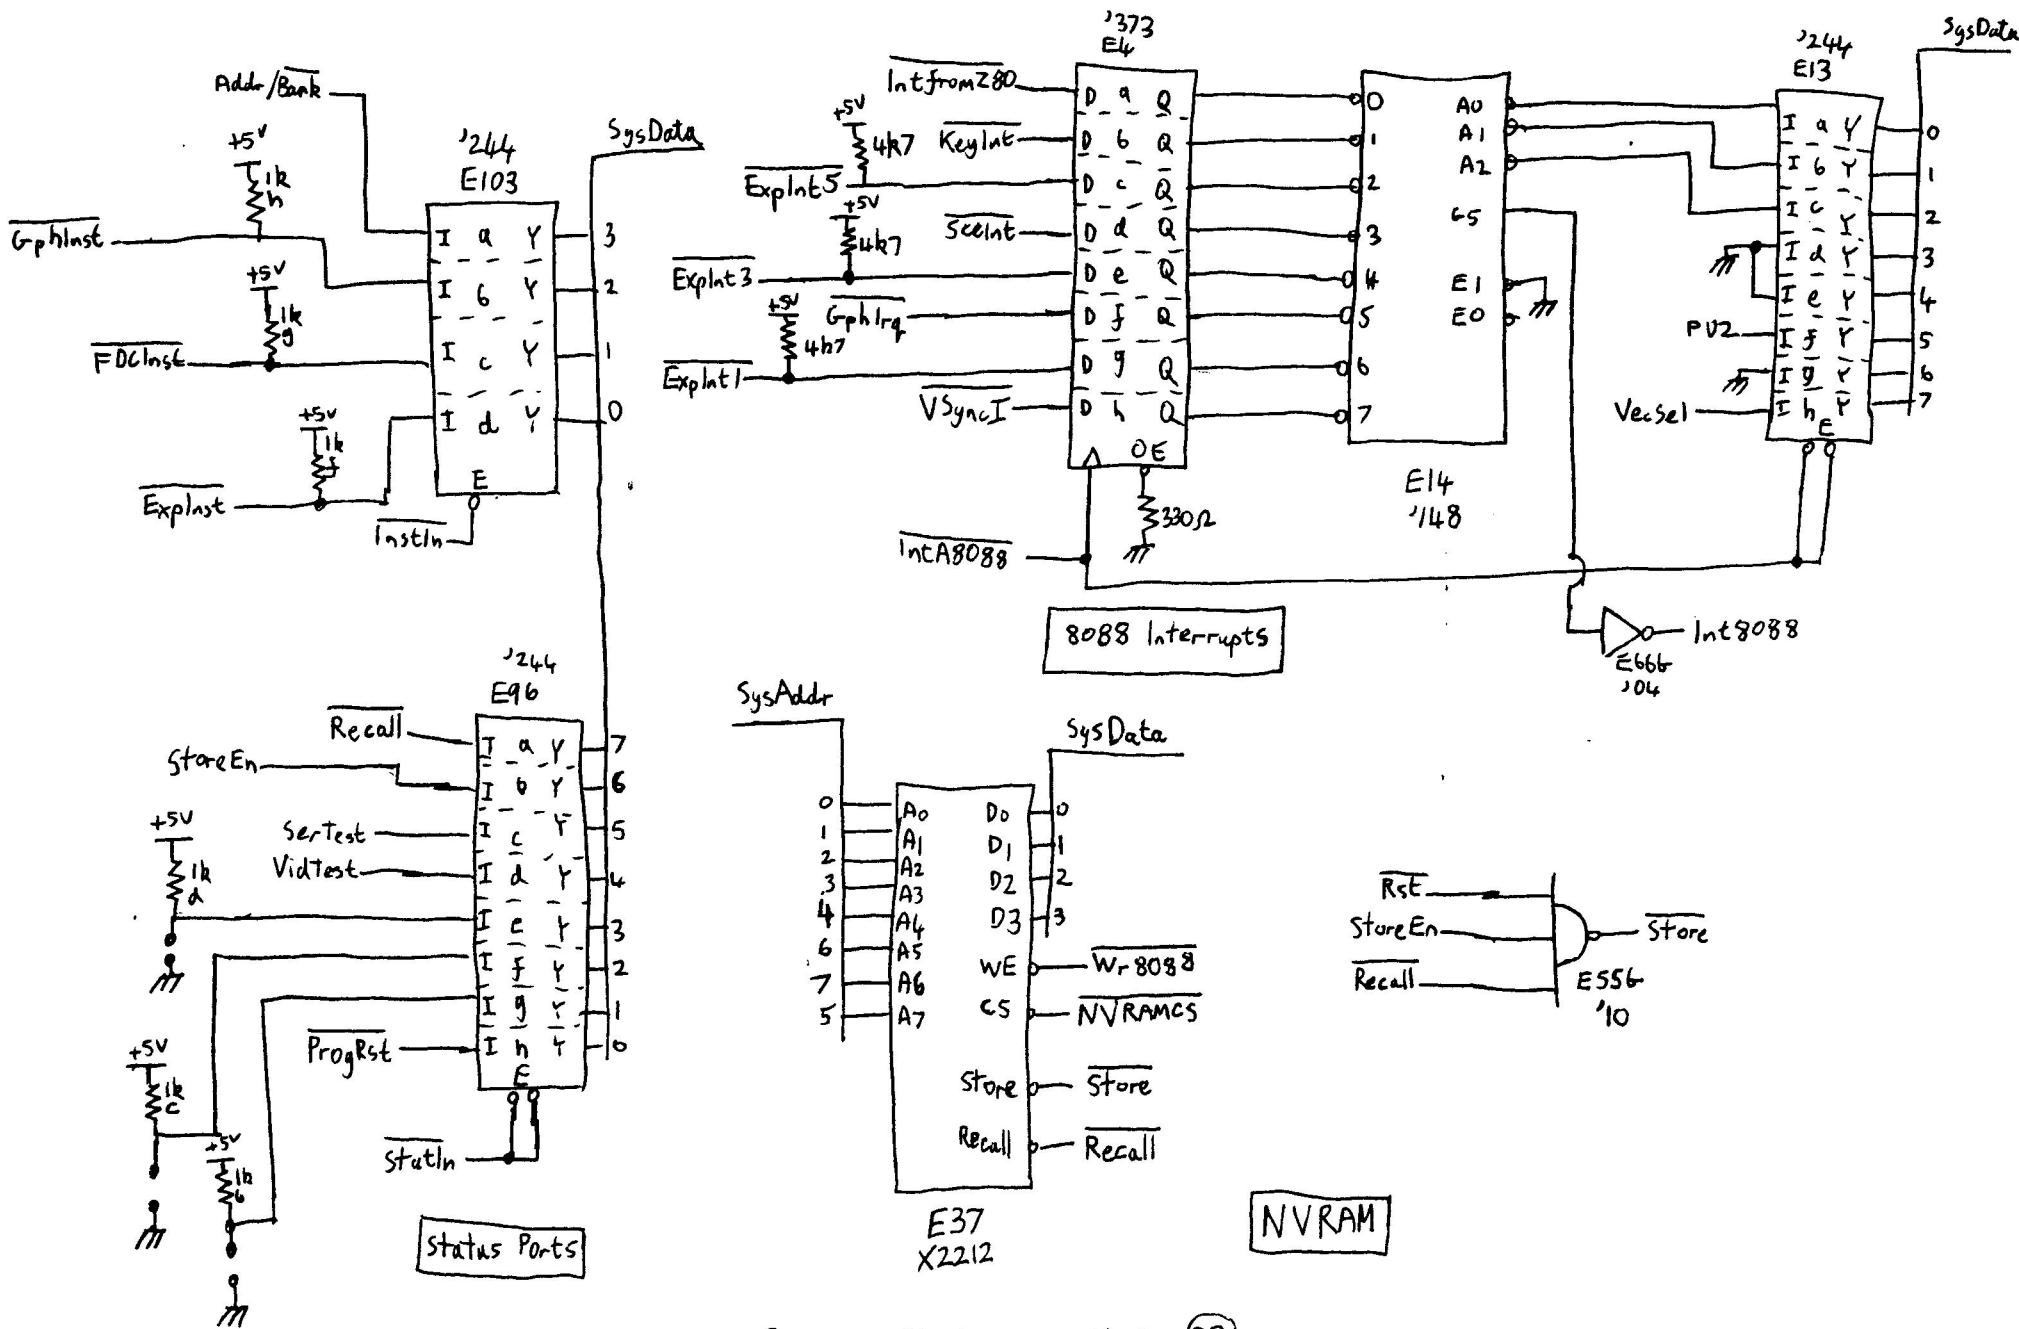 Addr/Bank
+5V
1k
h
GphInst
+5V
1k
g
FDCInst
+5V
1k
f
ExpInst
InstIn
'244
E103
SysData
I a Y 3
I b Y 2
I c Y 1
I d Y 0
E
'373
E4
IntfromZ80
D a Q
+5V
4k7
KeyInt
D b Q
ExpInt5
D c Q
+5V
4k7
SccInt
D d Q
ExpInt3
D e Q
+5V
4k7
GphIrq
D f Q
ExpInt1
D g Q
VSyncI
D h Q
OE
330Ω
IntA8088
0
1
2
3
4
5
6
7
A0
A1
A2
GS
E1
E0
E14
'148
'244
E13
SysData
I a Y 0
I b Y 1
I c Y 2
I d Y 3
I e Y 4
PU2
I f Y 5
I g Y 6
VecSel
I h Y 7
E
Int8088
E66G
'04
8088 Interrupts
'244
E96
Recall
I a Y 7
StoreEn
I b Y 6
SerTest
I c Y 5
VidTest
I d Y 4
+5V
1k
d
I e Y 3
I f Y 2
I g Y 1
ProgRst
I h Y 0
E
+5V
1k
c
+5V
1k
b
StatIn
Status Ports
SysAddr
SysData
0 A0
1 A1
2 A2
3 A3
4 A4
6 A5
7 A6
5 A7
D0 0
D1 1
D2 2
D3 3
WE Wr8088
CS NVRAMCS
Store Store
Recall Recall
E37
X2212
Rst
StoreEn
Recall
Store
E55G
'10
NVRAM